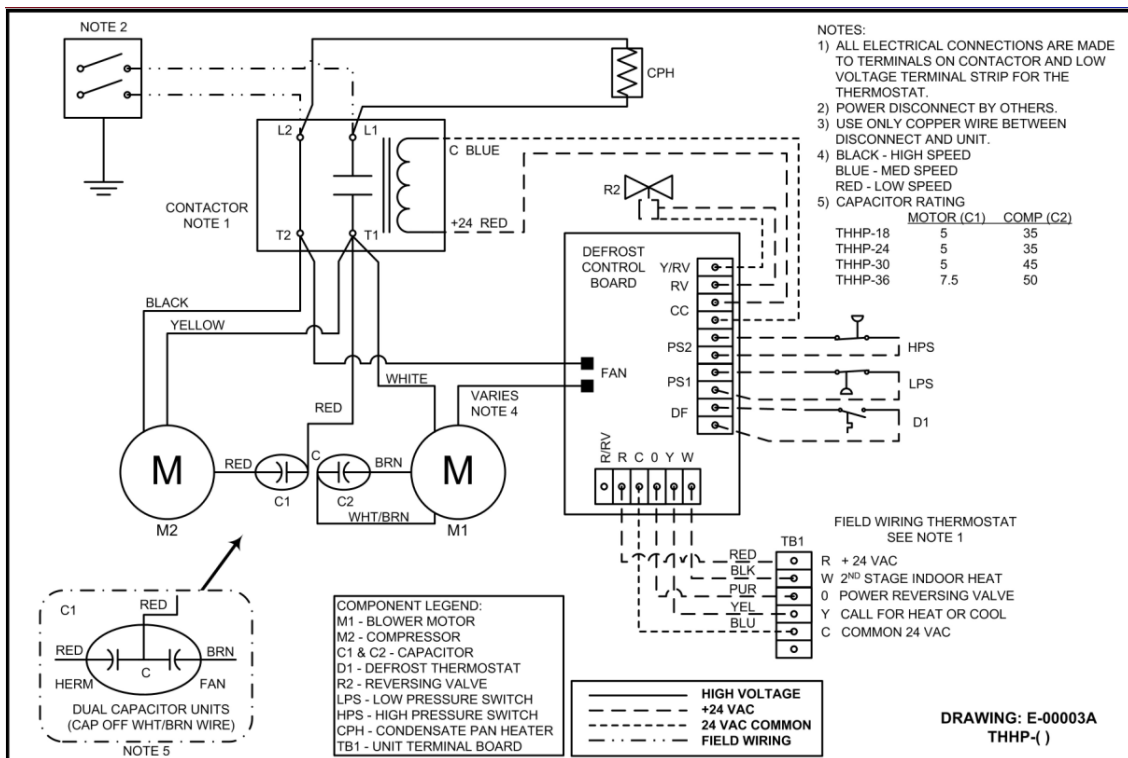 NOTE 2
CPH
L2
L1
C BLUE
CONTACTOR
NOTE 1
+24 RED
T2
T1
BLACK
YELLOW
WHITE
VARIES
NOTE 4
RED
M
M2
RED
C1
C
C2
BRN
WHT/BRN
M
M1
R2
DEFROST
CONTROL
BOARD
Y/RV
RV
CC
PS2
PS1
DF
FAN
HPS
LPS
D1
R/RV R C 0 Y W
NOTES:
1) ALL ELECTRICAL CONNECTIONS ARE MADE
TO TERMINALS ON CONTACTOR AND LOW
VOLTAGE TERMINAL STRIP FOR THE
THERMOSTAT.
2) POWER DISCONNECT BY OTHERS.
3) USE ONLY COPPER WIRE BETWEEN
DISCONNECT AND UNIT.
4) BLACK - HIGH SPEED
BLUE - MED SPEED
RED - LOW SPEED
5) CAPACITOR RATING
MOTOR (C1) COMP (C2)
THHP-18 5 35
THHP-24 5 35
THHP-30 5 45
THHP-36 7.5 50
FIELD WIRING THERMOSTAT
SEE NOTE 1
TB1
RED R + 24 VAC
BLK W 2ND STAGE INDOOR HEAT
PUR 0 POWER REVERSING VALVE
YEL Y CALL FOR HEAT OR COOL
BLU C COMMON 24 VAC
C1
RED
RED
BRN
C
HERM
FAN
DUAL CAPACITOR UNITS
(CAP OFF WHT/BRN WIRE)
NOTE 5
COMPONENT LEGEND:
M1 - BLOWER MOTOR
M2 - COMPRESSOR
C1 & C2 - CAPACITOR
D1 - DEFROST THERMOSTAT
R2 - REVERSING VALVE
LPS - LOW PRESSURE SWITCH
HPS - HIGH PRESSURE SWITCH
CPH - CONDENSATE PAN HEATER
TB1 - UNIT TERMINAL BOARD
HIGH VOLTAGE
+24 VAC
24 VAC COMMON
FIELD WIRING
DRAWING: E-00003A
THHP-( )